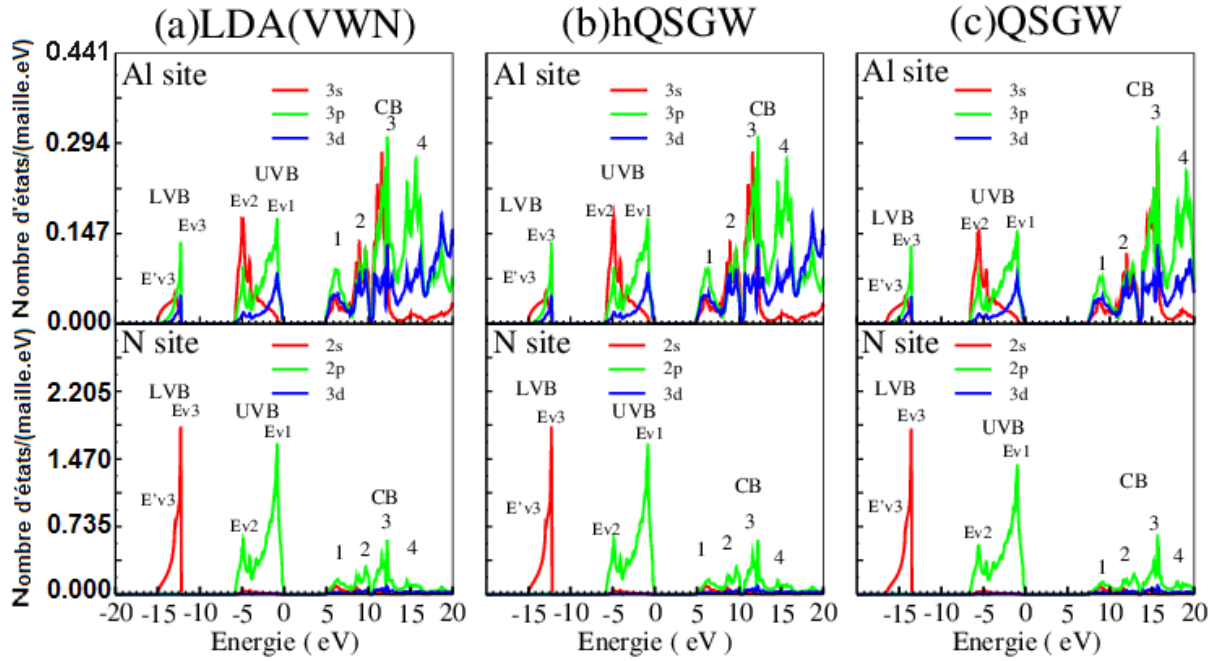 (a)LDA(VWN)
(b)hQSGW
(c)QSGW
Nombre d'états/(maille.eV)
0.441
0.294
0.147
0.000
Al site
3s
3p
3d
LVB
Ev3
E'v3
UVB
Ev2
Ev1
CB
1
2
3
4
Al site
3s
3p
3d
LVB
Ev3
E'v3
UVB
Ev2
Ev1
CB
1
2
3
4
Al site
3s
3p
3d
LVB
Ev3
E'v3
UVB
Ev2
Ev1
CB
1
2
3
4
Nombre d'états/(maille.eV)
2.205
1.470
0.735
0.000
N site
2s
2p
3d
LVB
Ev3
E'v3
UVB
Ev2
Ev1
CB
1
2
3
4
N site
2s
2p
3d
LVB
Ev3
E'v3
UVB
Ev2
Ev1
CB
1
2
3
4
N site
2s
2p
3d
LVB
Ev3
E'v3
UVB
Ev2
Ev1
CB
1
2
3
4
-20 -15 -10 -5 0 5 10 15 20
-15 -10 -5 0 5 10 15 20
-15 -10 -5 0 5 10 15 20
Energie ( eV)
Energie ( eV)
Energie ( eV)